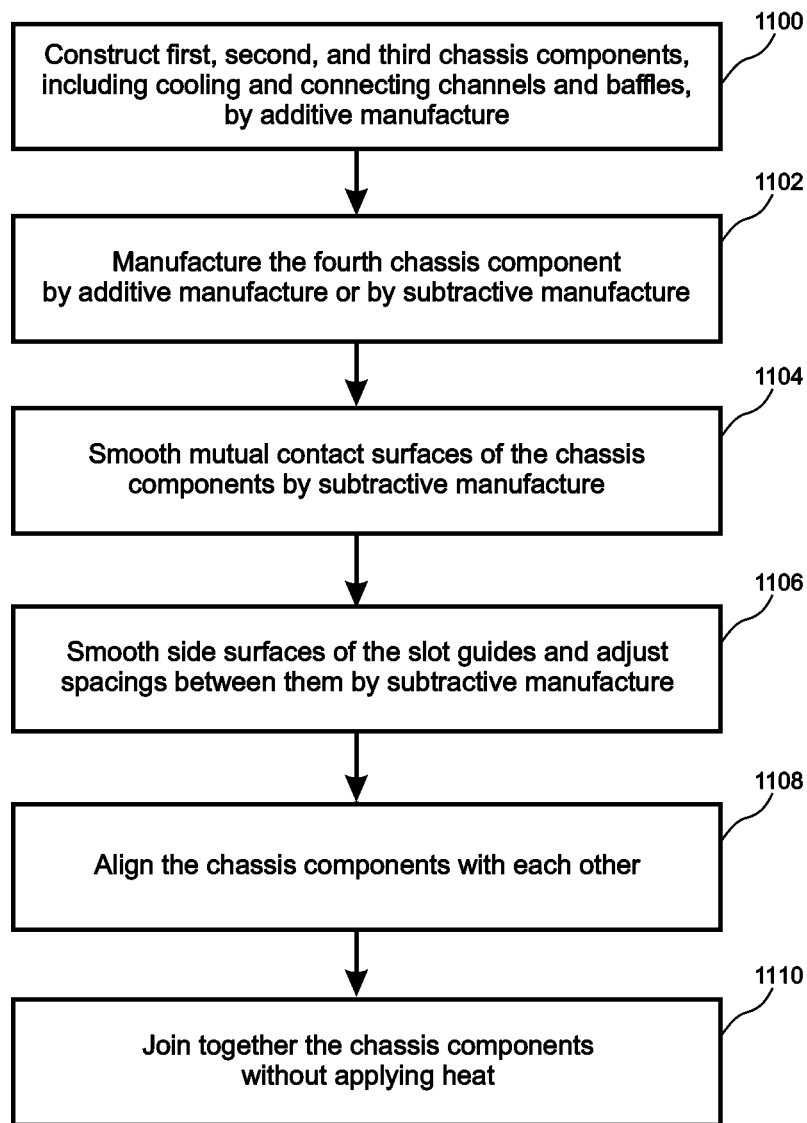 1100
Construct first, second, and third chassis components,
including cooling and connecting channels and baffles,
by additive manufacture
1102
Manufacture the fourth chassis component
by additive manufacture or by subtractive manufacture
1104
Smooth mutual contact surfaces of the chassis
components by subtractive manufacture
1106
Smooth side surfaces of the slot guides and adjust
spacings between them by subtractive manufacture
1108
Align the chassis components with each other
1110
Join together the chassis components
without applying heat